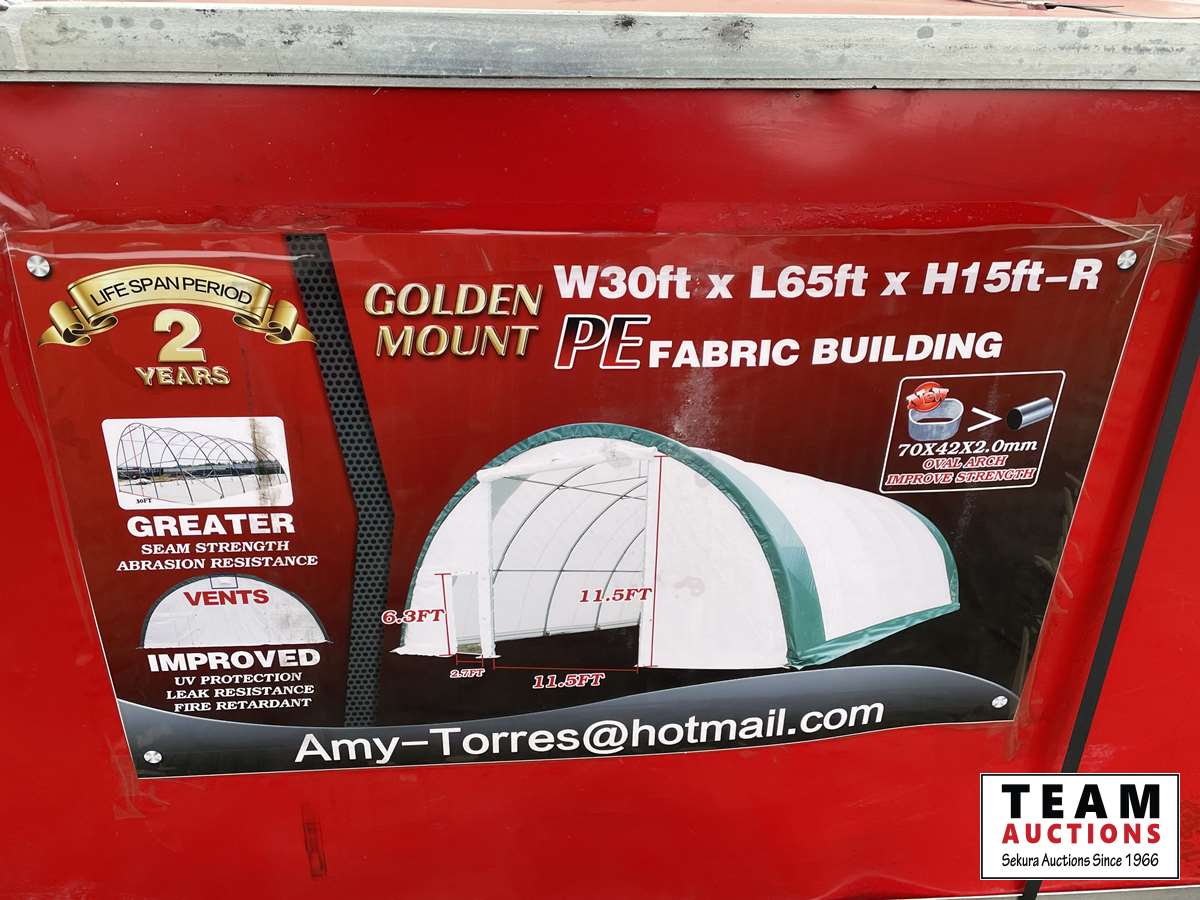 LIFE SPAN PERIOD
2
YEARS
GOLDEN
MOUNT
W30ft x L65ft x H15ft-R
PE FABRIC BUILDING
NEW
>
70X42X2.0mm
OVAL ARCH
IMPROVE STRENGTH
30FT
GREATER
SEAM STRENGTH
ABRASION RESISTANCE
VENTS
IMPROVED
UV PROTECTION
LEAK RESISTANCE
FIRE RETARDANT
6.3FT
11.5FT
2.7FT
11.5FT
Amy-Torres@hotmail.com
TEAM
AUCTIONS
Sekura Auctions Since 1966